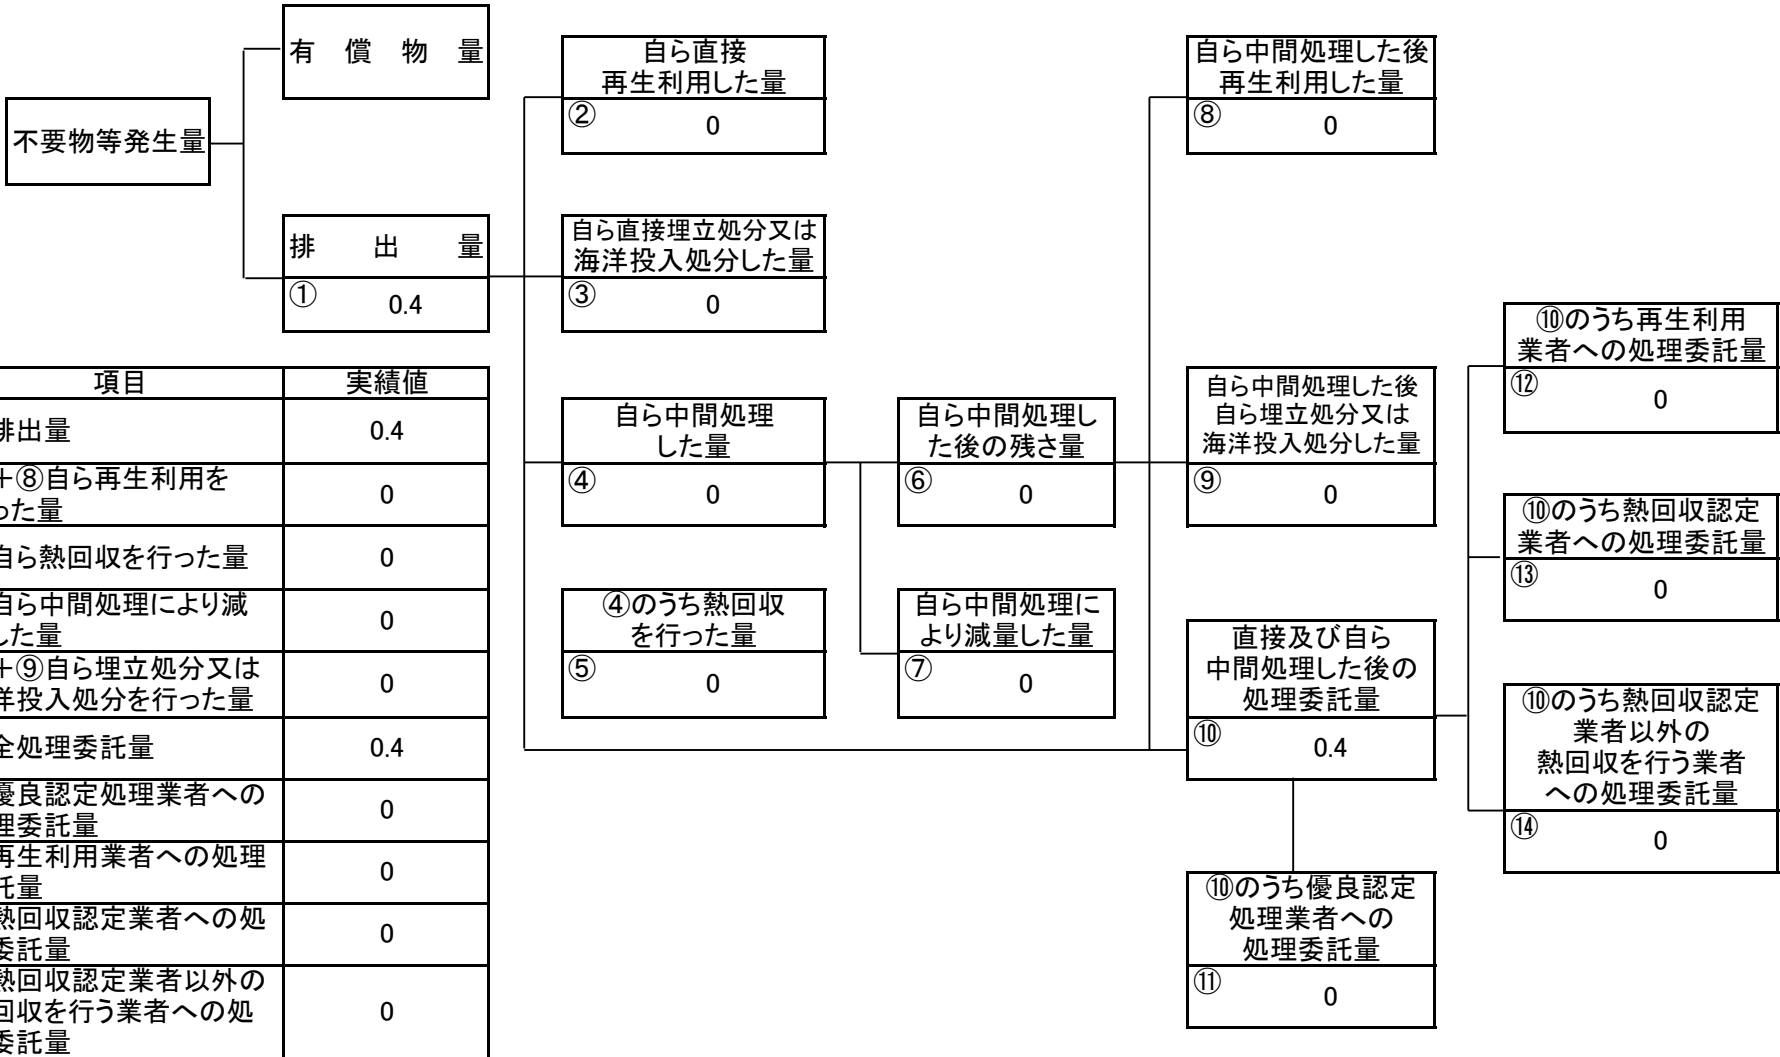 有償物量
不要物等発生量
排出量
①
0.4
自ら直接
再生利用した量
②
0
自ら直接埋立処分又は
海洋投入処分した量
③
0
自ら中間処理
した量
④
0
④のうち熱回収
を行った量
⑤
0
自ら中間処理し
た後の残さ量
⑥
0
自ら中間処理に
より減量した量
⑦
0
自ら中間処理した後
再生利用した量
⑧
0
自ら中間処理した後
自ら埋立処分又は
海洋投入処分した量
⑨
0
直接及び自ら
中間処理した後の
処理委託量
⑩
0.4
⑩のうち優良認定
処理業者への
処理委託量
⑪
0
⑩のうち再生利用
業者への処理委託量
⑫
0
⑩のうち熱回収認定
業者への処理委託量
⑬
0
⑩のうち熱回収認定
業者以外の
熱回収を行う業者
への処理委託量
⑭
0
項目
実績値
排出量
0.4
+⑧自ら再生利用を
った量
0
自ら熱回収を行った量
0
自ら中間処理により減
した量
0
+⑨自ら埋立処分又は
洋投入処分を行った量
0
全処理委託量
0.4
優良認定処理業者への
理委託量
0
再生利用業者への処理
託量
0
熱回収認定業者への処
委託量
0
熱回収認定業者以外の
回収を行う業者への処
委託量
0